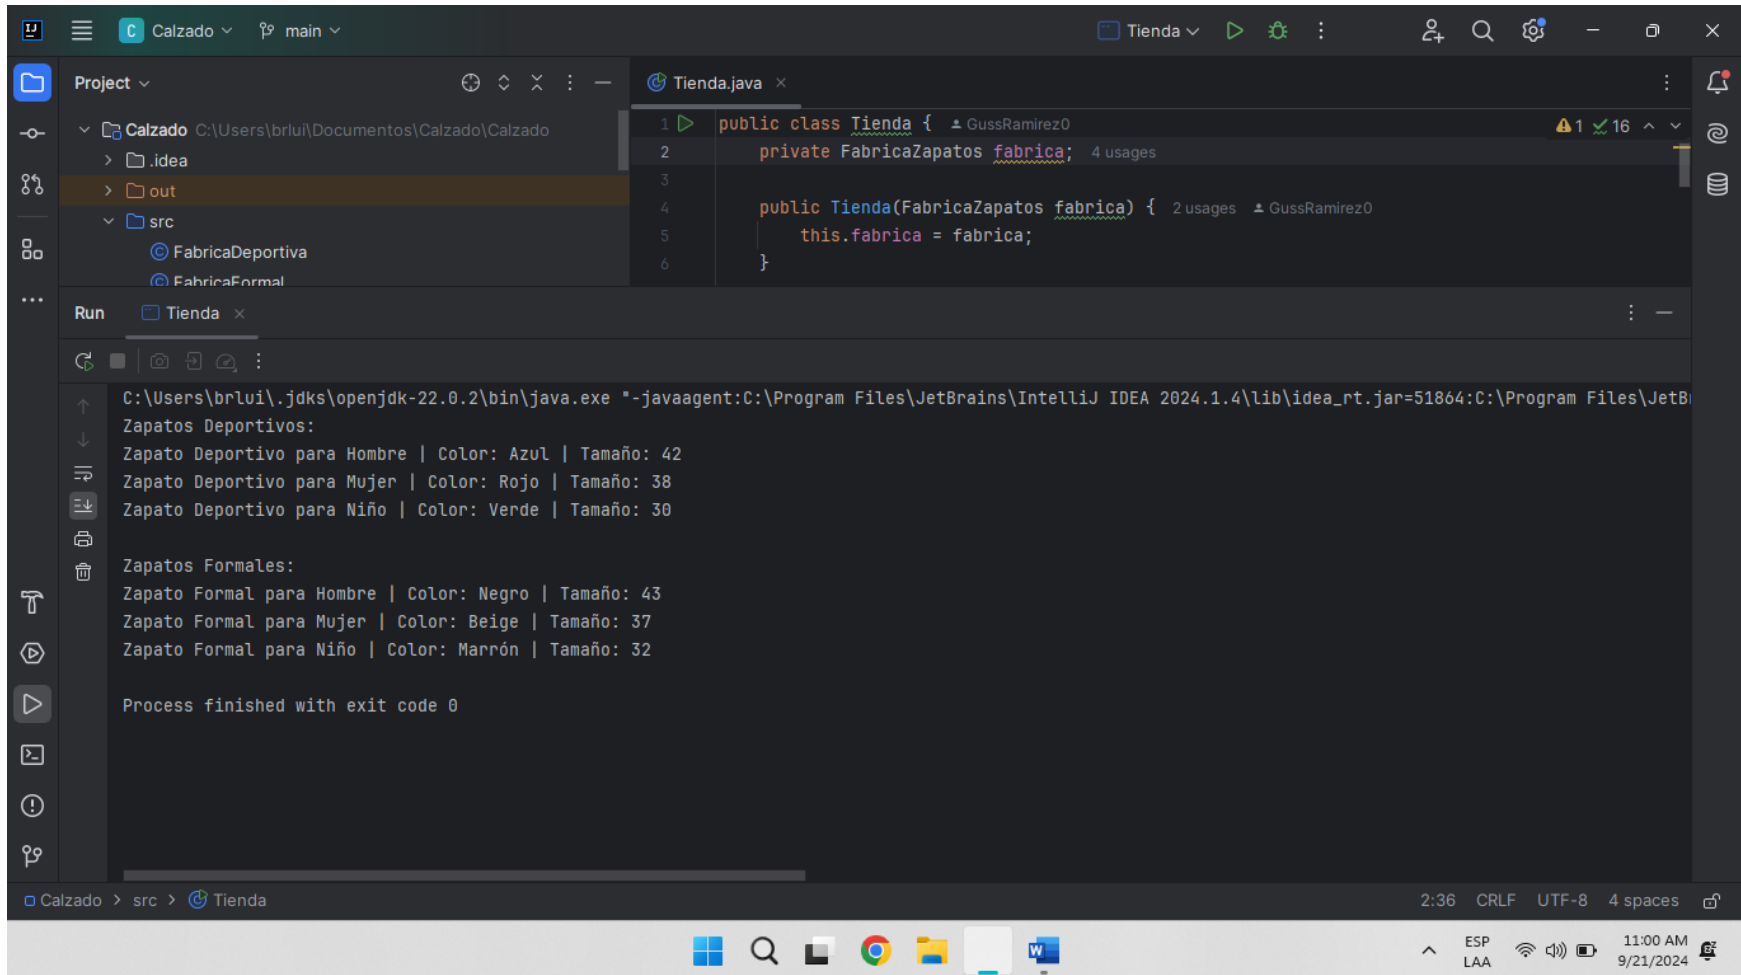 Calzado
main
Tienda
Project
Tienda.java
Calzado C:\Users\brlui\Documentos\Calzado\Calzado
.idea
out
src
FabricaDeportiva
FabricaFormal
1 public class Tienda { GussRamirez0
1 16
2 private FabricaZapatos fabrica; 4 usages
3
4 public Tienda(FabricaZapatos fabrica) { 2 usages GussRamirez0
5 this.fabrica = fabrica;
6 }
Run Tienda
C:\Users\brlui\.jdks\openjdk-22.0.2\bin\java.exe "-javaagent:C:\Program Files\JetBrains\IntelliJ IDEA 2024.1.4\lib\idea_rt.jar=51864:C:\Program Files\JetB
Zapatos Deportivos:
Zapato Deportivo para Hombre | Color: Azul | Tamaño: 42
Zapato Deportivo para Mujer | Color: Rojo | Tamaño: 38
Zapato Deportivo para Niño | Color: Verde | Tamaño: 30
Zapatos Formales:
Zapato Formal para Hombre | Color: Negro | Tamaño: 43
Zapato Formal para Mujer | Color: Beige | Tamaño: 37
Zapato Formal para Niño | Color: Marrón | Tamaño: 32
Process finished with exit code 0
Calzado > src > Tienda
2:36 CRLF UTF-8 4 spaces
ESP
LAA
11:00 AM
9/21/2024